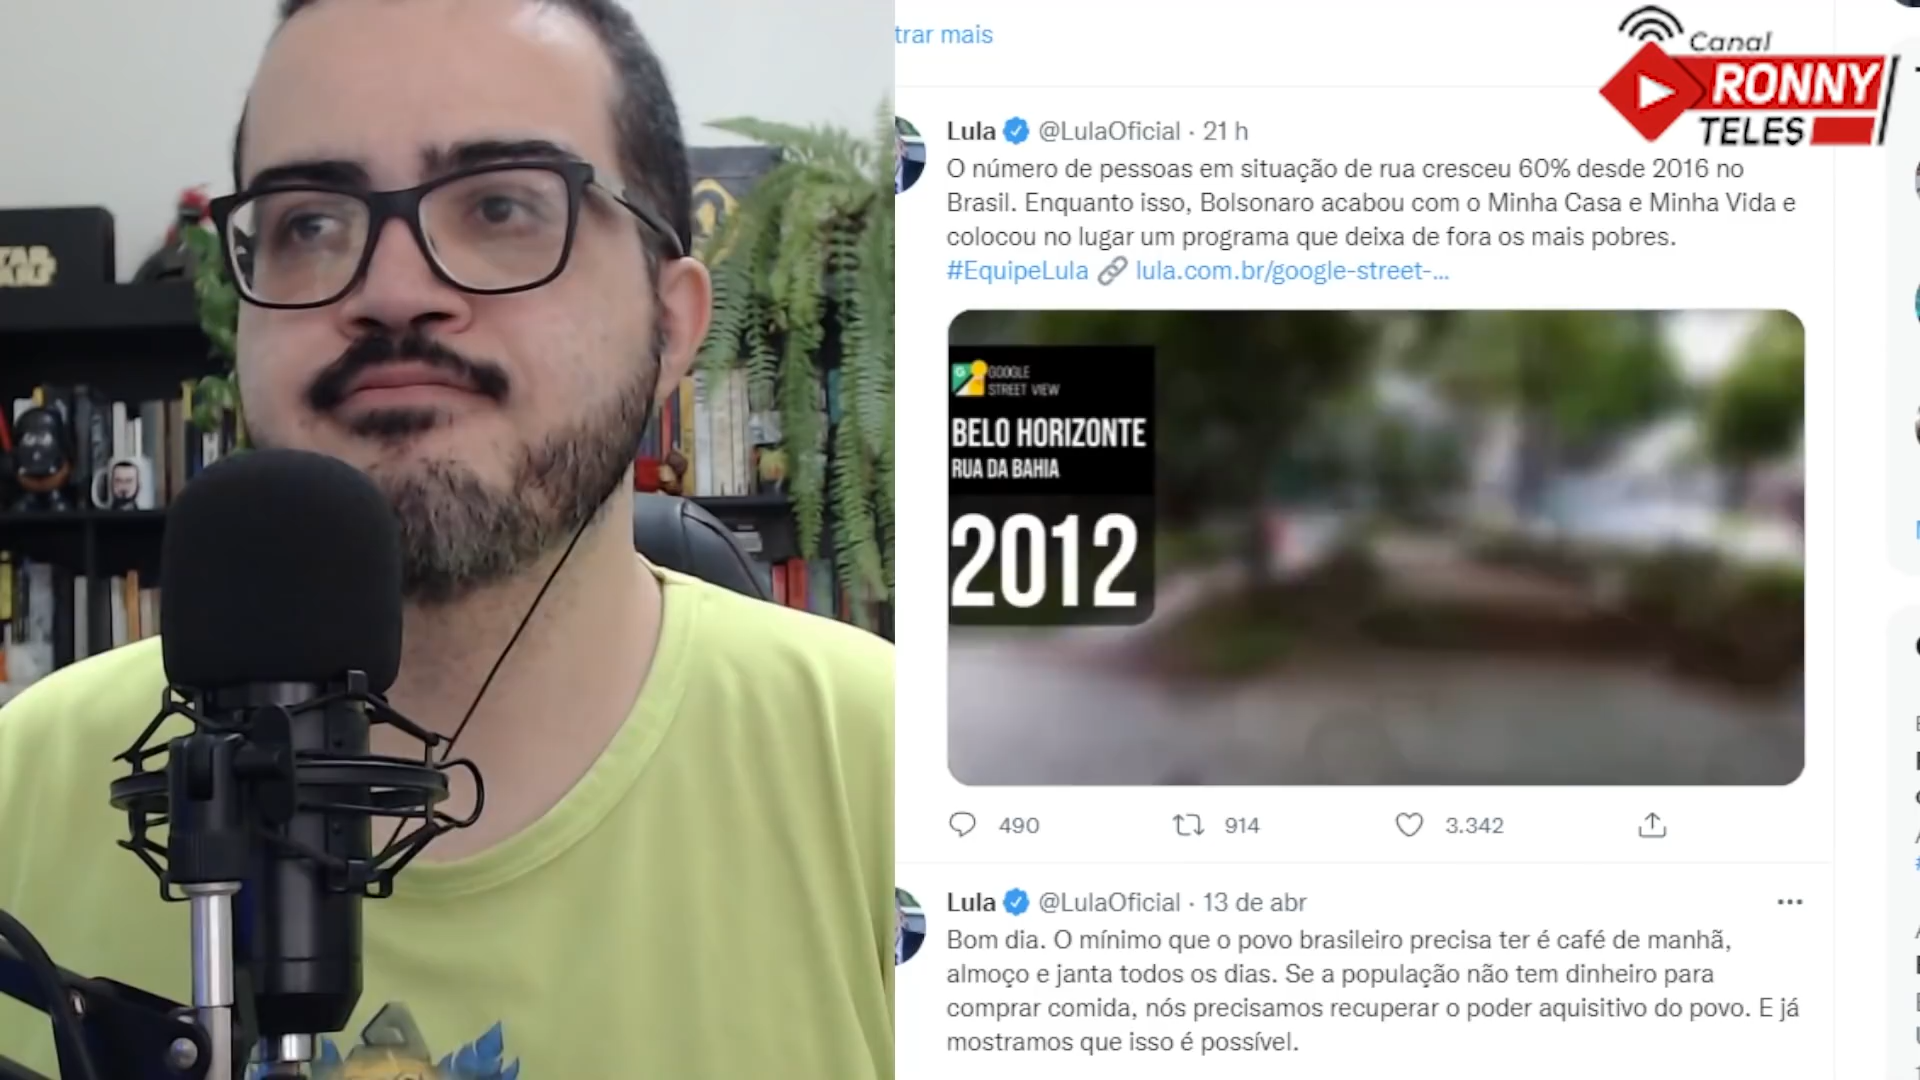 trar mais
Canal
RONNY
TELES
Lula @LulaOficial · 21 h
O número de pessoas em situação de rua cresceu 60% desde 2016 no
Brasil. Enquanto isso, Bolsonaro acabou com o Minha Casa e Minha Vida e
colocou no lugar um programa que deixa de fora os mais pobres.
#EquipeLula 🔗 lula.com.br/google-street-...
GOOGLE
STREET VIEW
BELO HORIZONTE
RUA DA BAHIA
2012
490 914 3.342
Lula @LulaOficial · 13 de abr
Bom dia. O mínimo que o povo brasileiro precisa ter é café de manhã,
almoço e janta todos os dias. Se a população não tem dinheiro para
comprar comida, nós precisamos recuperar o poder aquisitivo do povo. E já
mostramos que isso é possível.
STAR
WARS